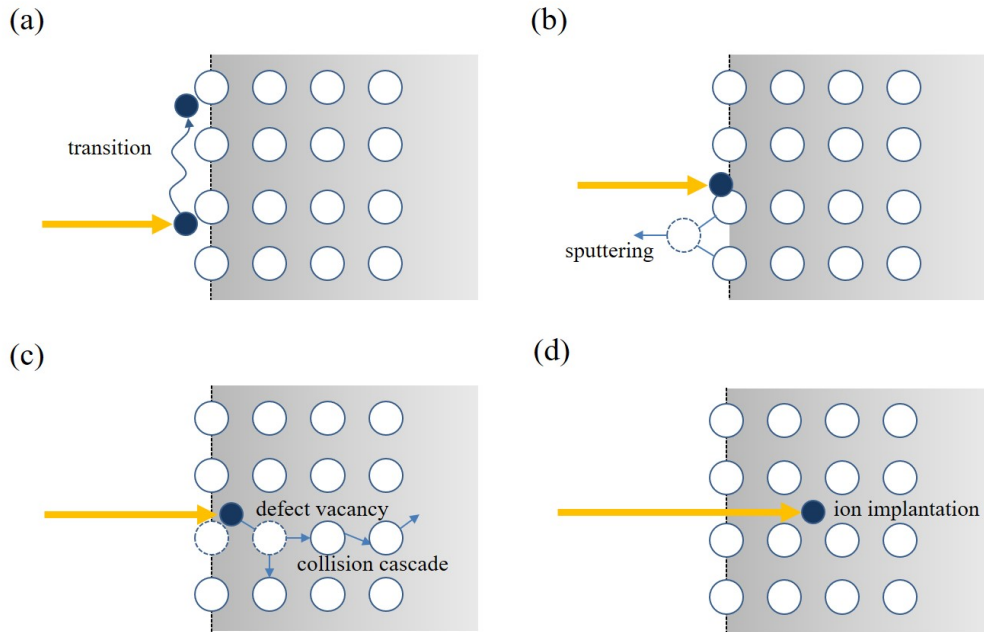 (a)
(b)
transition
sputtering
(c)
(d)
defect vacancy
ion implantation
collision cascade